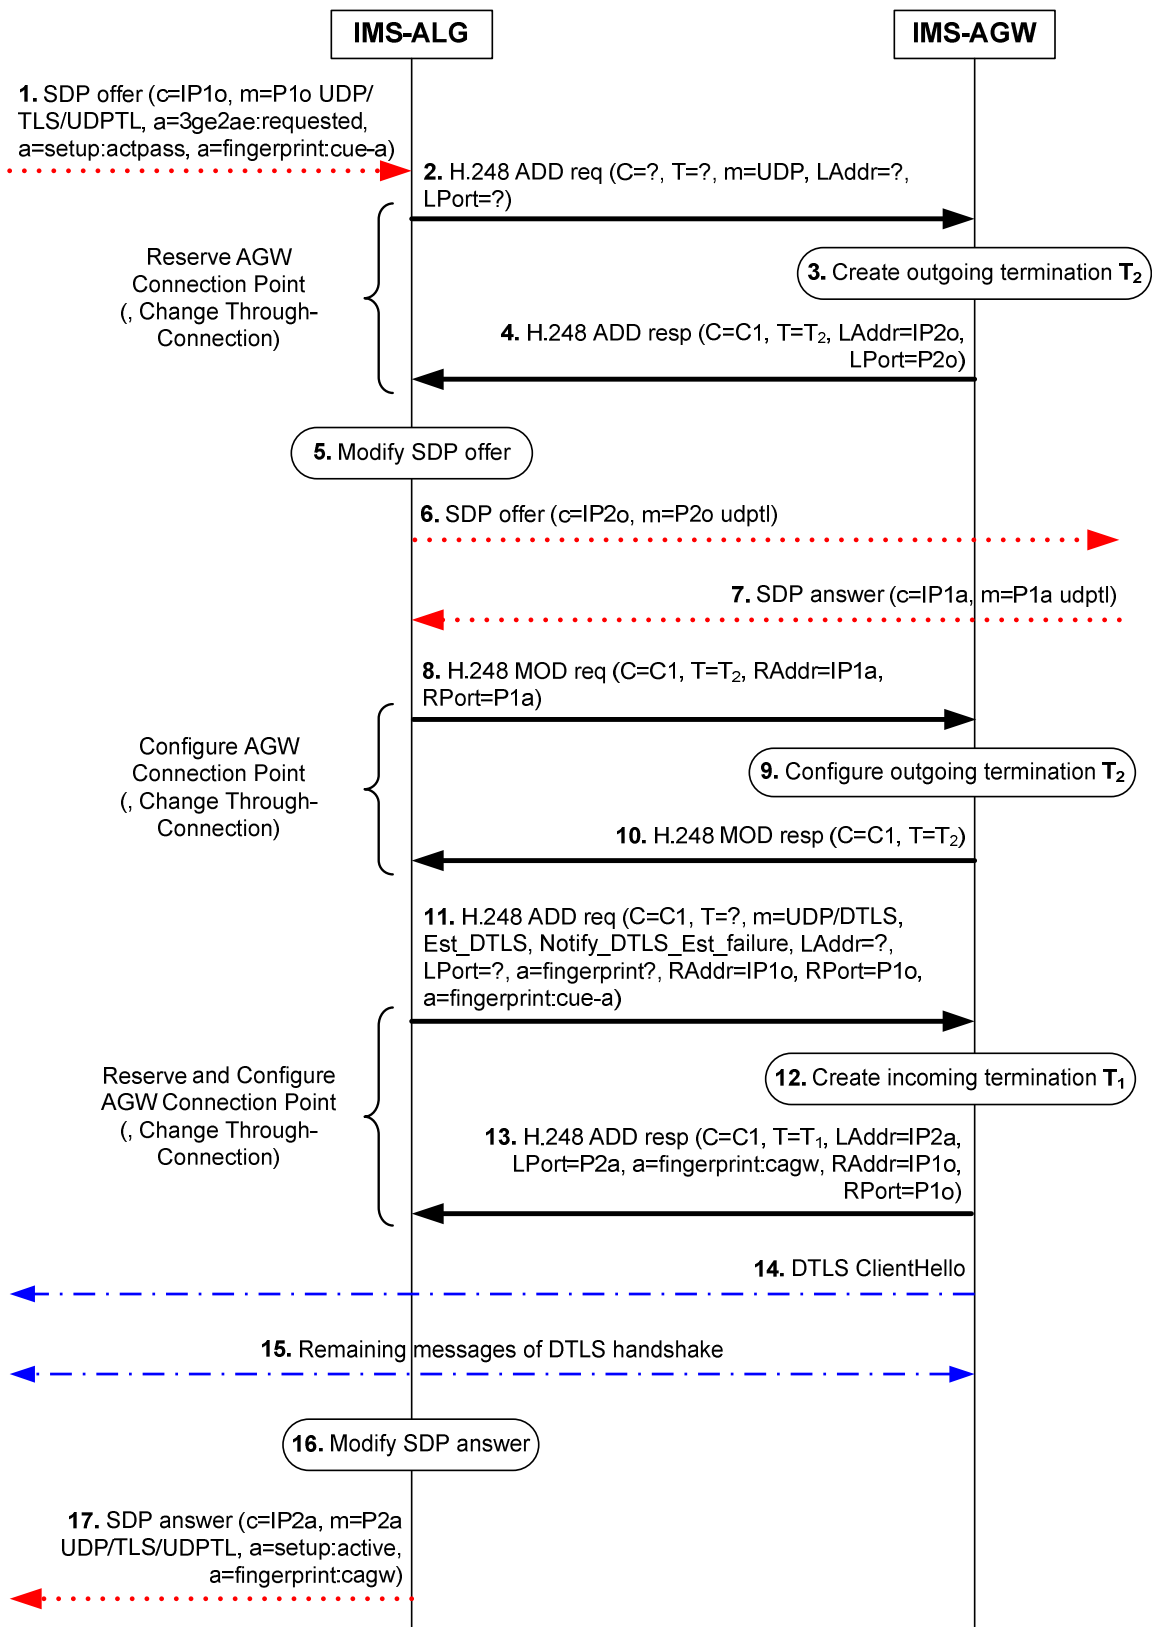 IMS-ALG
IMS-AGW
1. SDP offer (c=IP1o, m=P1o UDP/
TLS/UDPTL, a=3ge2ae:requested,
a=setup:actpass, a=fingerprint:cue-a)
2. H.248 ADD req (C=?, T=?, m=UDP, LAddr=?,
LPort=?)
Reserve AGW
Connection Point
(, Change Through-
Connection)
3. Create outgoing termination T₂
4. H.248 ADD resp (C=C1, T=T₂, LAddr=IP2o,
LPort=P2o)
5. Modify SDP offer
6. SDP offer (c=IP2o, m=P2o udptl)
7. SDP answer (c=IP1a, m=P1a udptl)
8. H.248 MOD req (C=C1, T=T₂, RAddr=IP1a,
RPort=P1a)
Configure AGW
Connection Point
(, Change Through-
Connection)
9. Configure outgoing termination T₂
10. H.248 MOD resp (C=C1, T=T₂)
11. H.248 ADD req (C=C1, T=?, m=UDP/DTLS,
Est_DTLS, Notify_DTLS_Est_failure, LAddr=?,
LPort=?, a=fingerprint?, RAddr=IP1o, RPort=P1o,
a=fingerprint:cue-a)
Reserve and Configure
AGW Connection Point
(, Change Through-
Connection)
12. Create incoming termination T₁
13. H.248 ADD resp (C=C1, T=T₁, LAddr=IP2a,
LPort=P2a, a=fingerprint:cagw, RAddr=IP1o,
RPort=P1o)
14. DTLS ClientHello
15. Remaining messages of DTLS handshake
16. Modify SDP answer
17. SDP answer (c=IP2a, m=P2a
UDP/TLS/UDPTL, a=setup:active,
a=fingerprint:cagw)